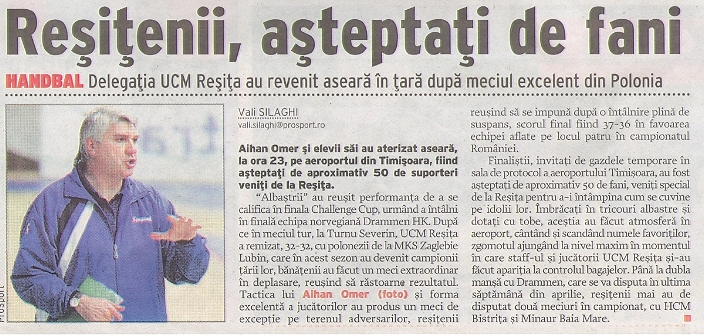 Reşiţenii, aşteptaţi de fani
HANDBAL Delegaţia UCM Reşiţa au revenit aseară în ţară după meciul excelent din Polonia
Prosport
Vali SILAGHI
vali.silaghi@prosport.ro
Aihan Omer şi elevii săi au aterizat aseară,
la ora 23, pe aeroportul din Timişoara, fiind
aşteptaţi de aproximativ 50 de suporteri
veniţi de la Reşiţa.
"Albaştrii" au reuşit performanţa de a se
califica în finala Challenge Cup, urmând a întâlni
în finală echipa norvegiană Drammen HK. După
ce în meciul tur, la Turnu Severin, UCM Reşiţa
a remizat, 32-32, cu polonezii de la MKS Zaglebie
Lubin, care în acest sezon au devenit campionii
ţării lor, bănăţenii au făcut un meci extraordinar
în deplasare, reuşind să răstoarne rezultatul.
Tactica lui Aihan Omer (foto) şi forma
excelentă a jucătorilor au produs un meci de
excepţie pe terenul adversarilor, reşiţenii
reuşind să se impună după o întâlnire plină de
suspans, scorul final fiind 37-36 în favoarea
echipei aflate pe locul patru în campionatul
României.
Finaliştii, invitaţi de gazdele temporare în
sala de protocol a aeroportului Timişoara, au fost
aşteptaţi de aproximativ 50 de fani, veniţi special
de la Reşiţa pentru a-i întâmpina cum se cuvine
pe idolii lor. Îmbrăcaţi în tricouri albastre şi
dotaţi cu tobe, aceştia au făcut atmosferă în
aeroport, cântând şi scandând numele favoriţilor,
zgomotul ajungând la nivel maxim în momentul
în care staff-ul şi jucătorii UCM Reşiţa şi-au
făcut apariţia la controlul bagajelor. Până la dubla
manşă cu Drammen, care se va disputa în ultima
săptămână din aprilie, reşiţenii mai au de
disputat două meciuri în campionat, cu HCM
Bistriţa şi Minaur Baia Mare.